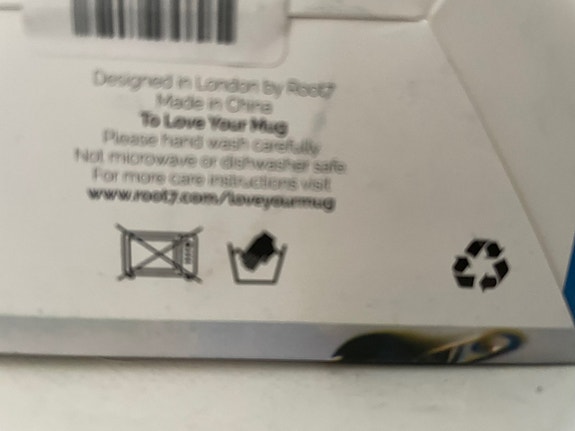 Designed in London by Root7
Made in China
To Love Your Mug
Please hand wash carefully
Not microwave or dishwasher safe
For more care instructions visit
www.root7.com/loveyourmug